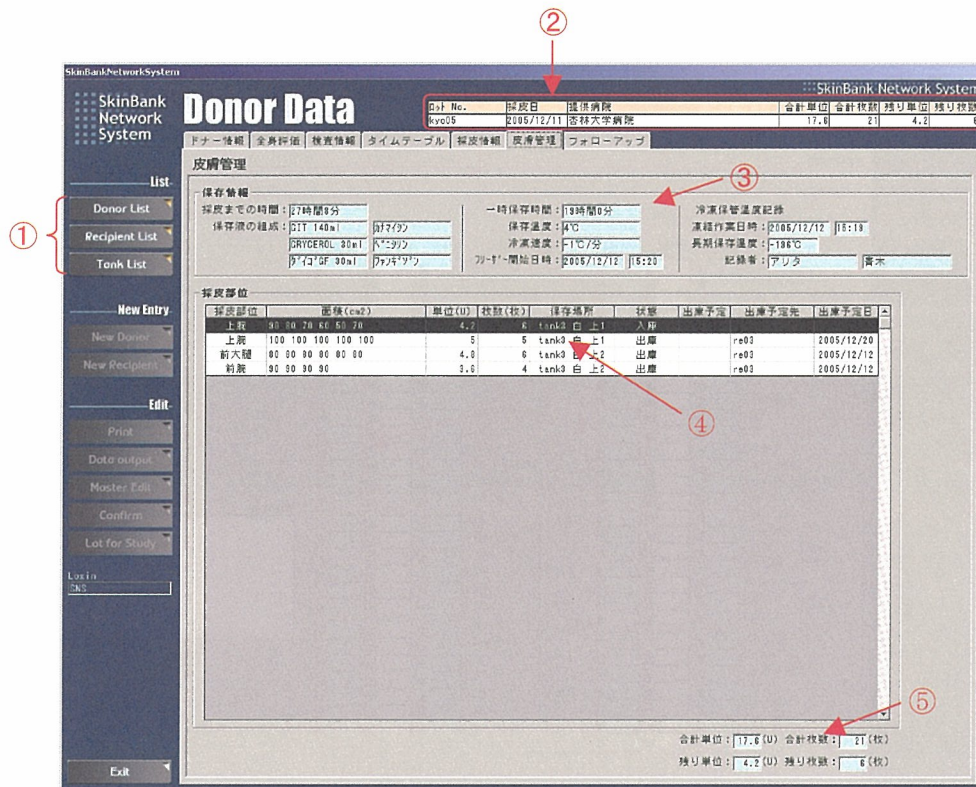 ②
SkinBankNetworkSystem
SkinBank Network System
SkinBank
Network
System
Donor Data
ロット No. 採皮日 提供病院 合計単位 合計枚数 残り単位 残り枚数
kyo05 2005/12/11 杏林大学病院 17.6 21 4.2 6
ドナー情報 全身評価 検査情報 タイムテーブル 採皮情報 皮膚管理 フォローアップ
皮膚管理
③
①
List
Donor List
Recipient List
Tank List
New Entry
New Donor
New Recipient
Edit
Print
Data output
Master Edit
Confirm
Lot for Study
Login
SNS
Exit
保存情報
採皮までの時間：27時間8分
保存液の組成：GIT 140ml カナマイシン
GRYCEROL 30ml ペニシリン
ダイゴGF 30ml ファンギゾン
一時保存時間：19時間0分
保存温度：4℃
冷凍速度：-1℃/分
フリーザー開始日時：2005/12/12 15:20
冷凍保管温度記録
凍結作業日時：2005/12/12 15:19
長期保存温度：-196℃
記録者：アリタ 青木
採皮部位
採皮部位 面積(cm2) 単位(U) 枚数(枚) 保存場所 状態 出庫予定 出庫予定先 出庫予定日
上腕 90 80 70 60 50 70 4.2 6 tank3 白 上1 入庫
上腕 100 100 100 100 100 5 5 tank3 白 上1 出庫 re03 2005/12/20
前大腿 80 80 80 80 80 80 4.8 6 tank3 白 上2 出庫 re03 2005/12/12
前腕 90 90 90 90 3.6 4 tank3 白 上2 出庫 re03 2005/12/12
④
⑤
合計単位：17.6(U) 合計枚数：21(枚)
残り単位：4.2(U) 残り枚数：6(枚)